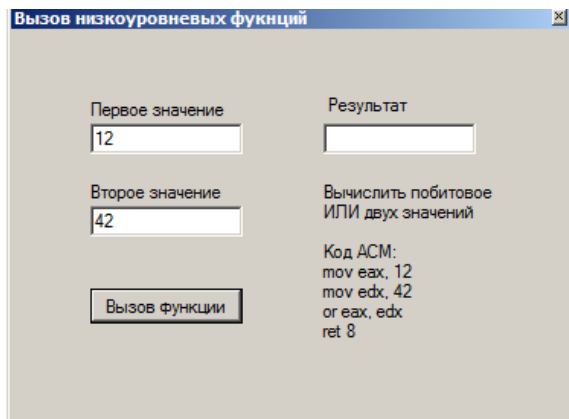 Вызов низкоуровневых фукнций
Первое значение
12
Второе значение
42
Вызов функции
Результат
Вычислить побитовое
ИЛИ двух значений
Код АСМ:
mov eax, 12
mov edx, 42
or eax, edx
ret 8